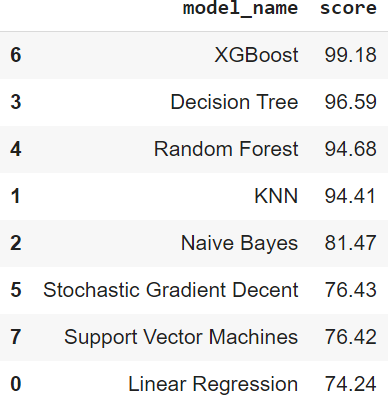 model_name score
6 XGBoost 99.18
3 Decision Tree 96.59
4 Random Forest 94.68
1 KNN 94.41
2 Naive Bayes 81.47
5 Stochastic Gradient Decent 76.43
7 Support Vector Machines 76.42
0 Linear Regression 74.24